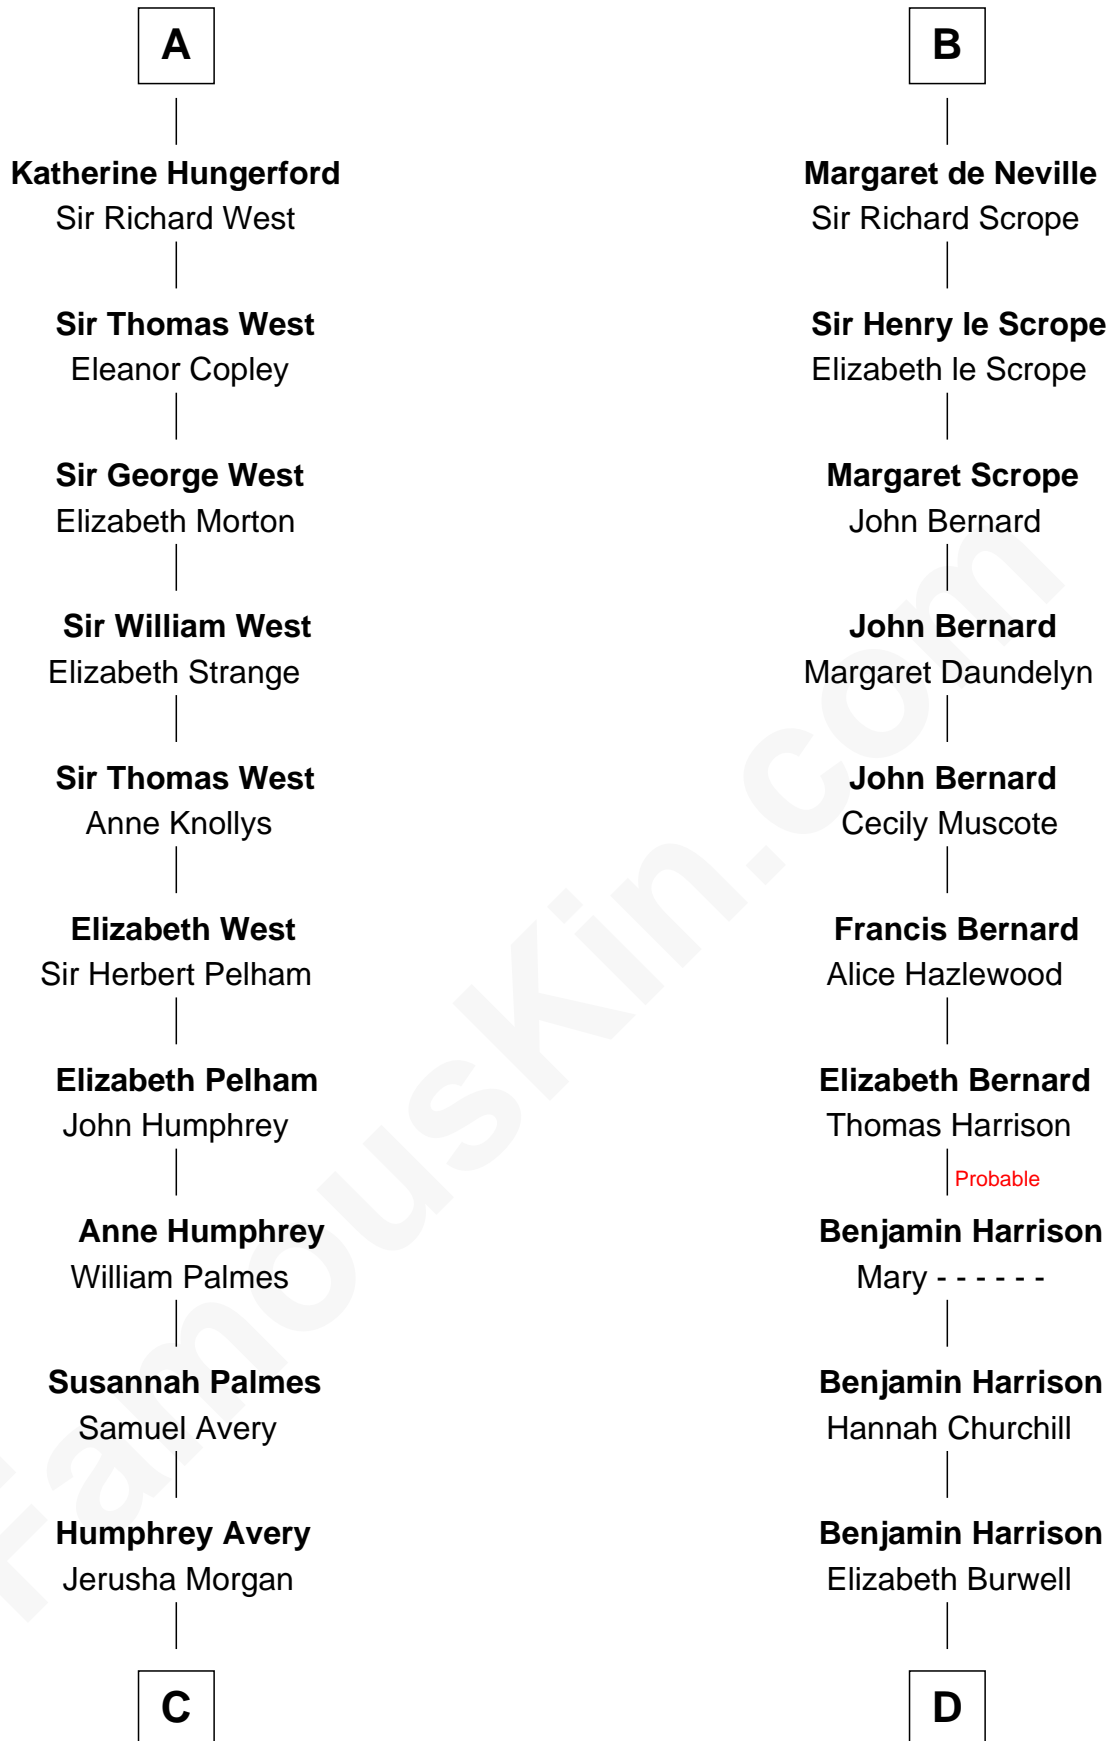 A
Katherine Hungerford
Sir Richard West
Sir Thomas West
Eleanor Copley
Sir George West
Elizabeth Morton
Sir William West
Elizabeth Strange
Sir Thomas West
Anne Knollys
Elizabeth West
Sir Herbert Pelham
Elizabeth Pelham
John Humphrey
Anne Humphrey
William Palmes
Susannah Palmes
Samuel Avery
Humphrey Avery
Jerusha Morgan
C
B
Margaret de Neville
Sir Richard Scrope
Sir Henry le Scrope
Elizabeth le Scrope
Margaret Scrope
John Bernard
John Bernard
Margaret Daundelyn
John Bernard
Cecily Muscote
Francis Bernard
Alice Hazlewood
Elizabeth Bernard
Thomas Harrison
Probable
Benjamin Harrison
Mary - - - - - -
Benjamin Harrison
Hannah Churchill
Benjamin Harrison
Elizabeth Burwell
D
FamousKin.com